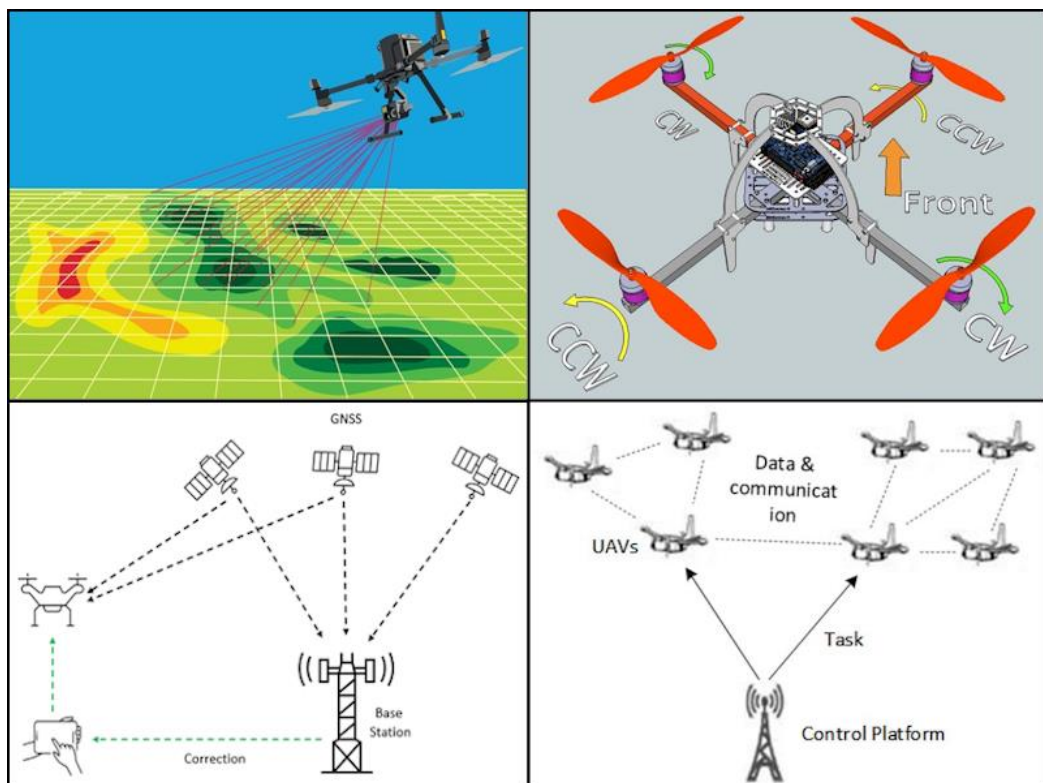 CW
CCW
Front
CCW
CW
GNSS
Base
Station
Correction
Data &
communicat
ion
UAVs
Task
Control Platform